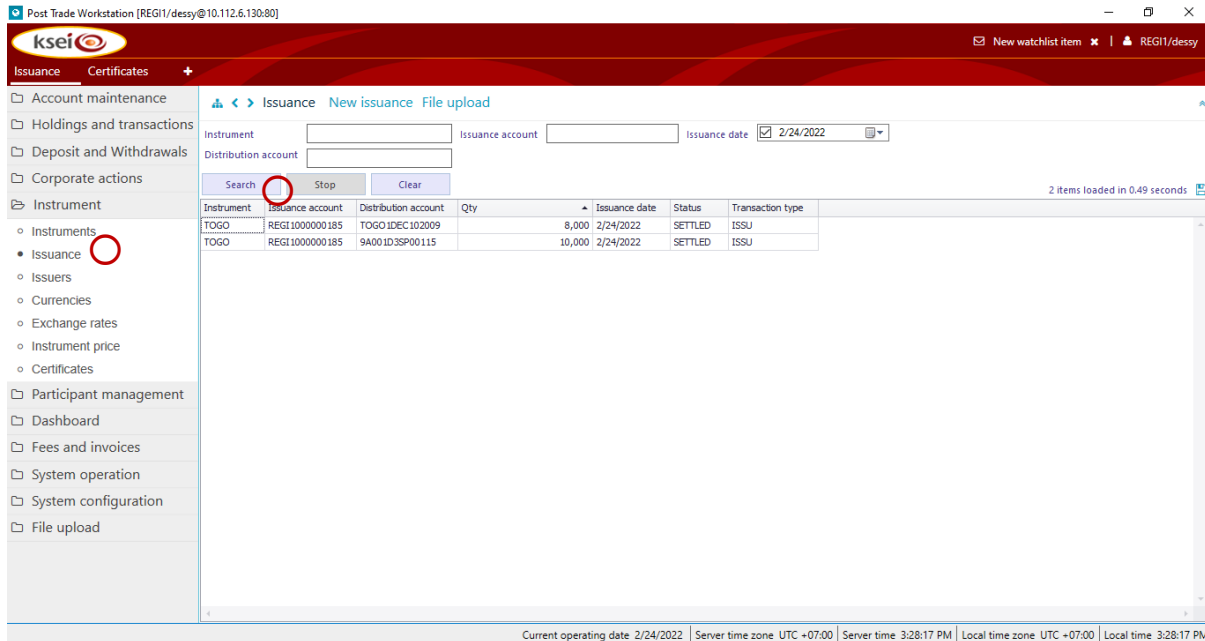 Post Trade Workstation [REGI1/dessy@10.112.6.130:80]
ksei
New watchlist item | REGI1/dessy
Issuance Certificates +
Account maintenance
Holdings and transactions
Deposit and Withdrawals
Corporate actions
Instrument
Instruments
Issuance
Issuers
Currencies
Exchange rates
Instrument price
Certificates
Participant management
Dashboard
Fees and invoices
System operation
System configuration
File upload
Issuance New issuance File upload
Instrument Issuance account Issuance date 2/24/2022
Distribution account
Search Stop Clear
2 items loaded in 0.49 seconds
Instrument Issuance account Distribution account Qty Issuance date Status Transaction type
TOGO REGI1000000185 TOGO1DEC102009 8,000 2/24/2022 SETTLED ISSU
TOGO REGI1000000185 9A001D3SP00115 10,000 2/24/2022 SETTLED ISSU
Current operating date 2/24/2022 Server time zone UTC +07:00 Server time 3:28:17 PM Local time zone UTC +07:00 Local time 3:28:17 PM